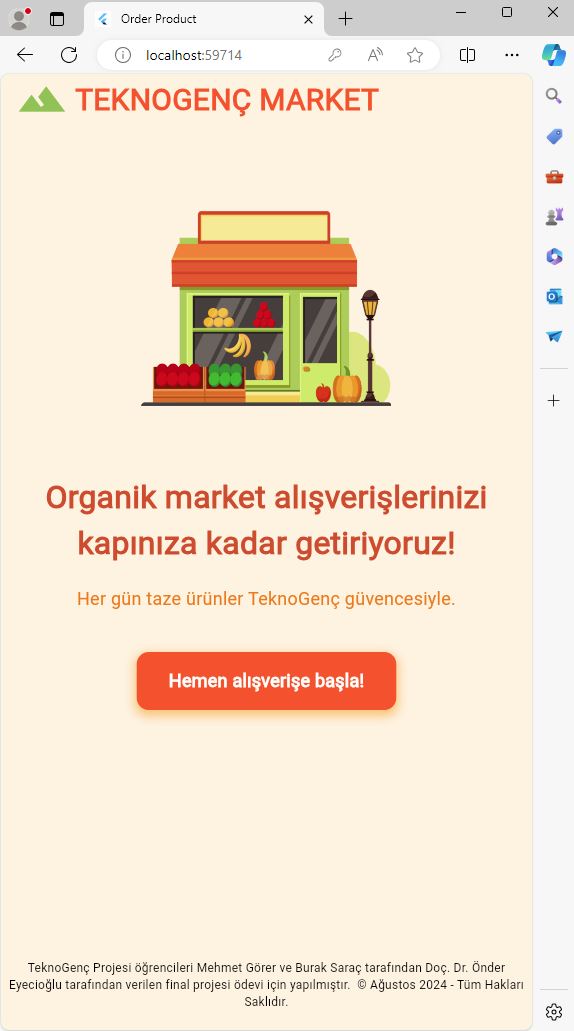 Order Product
localhost:59714
TEKNOGENÇ MARKET
Organik market alışverişlerinizi
kapınıza kadar getiriyoruz!
Her gün taze ürünler TeknoGenç güvencesiyle.
Hemen alışverişe başla!
TeknoGenç Projesi öğrencileri Mehmet Görer ve Burak Saraç tarafından Doç. Dr. Önder
Eyecioğlu tarafından verilen final projesi ödevi için yapılmıştır. © Ağustos 2024 - Tüm Hakları
Saklıdır.